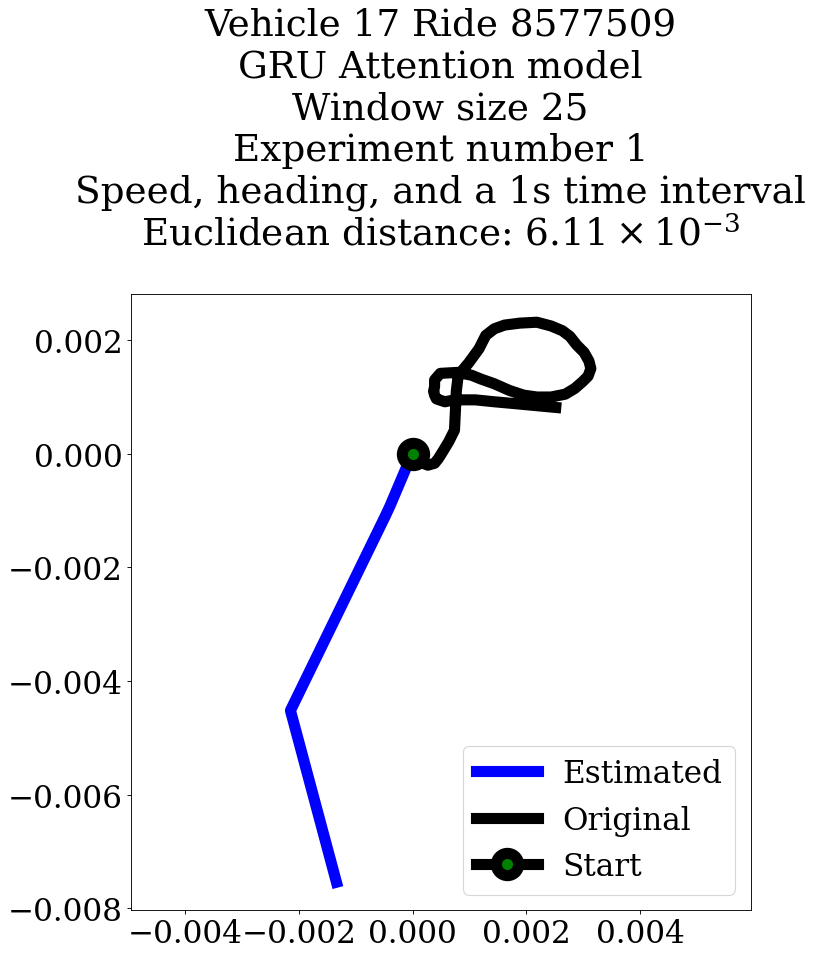 Vehicle 17 Ride 8577509
GRU Attention model
Window size 25
Experiment number 1
Speed, heading, and a 1s time interval
Euclidean distance: 6.11 × 10⁻³
0.002
0.000
−0.002
−0.004
−0.006
−0.008
−0.004 −0.002 0.000 0.002 0.004
Estimated
Original
Start